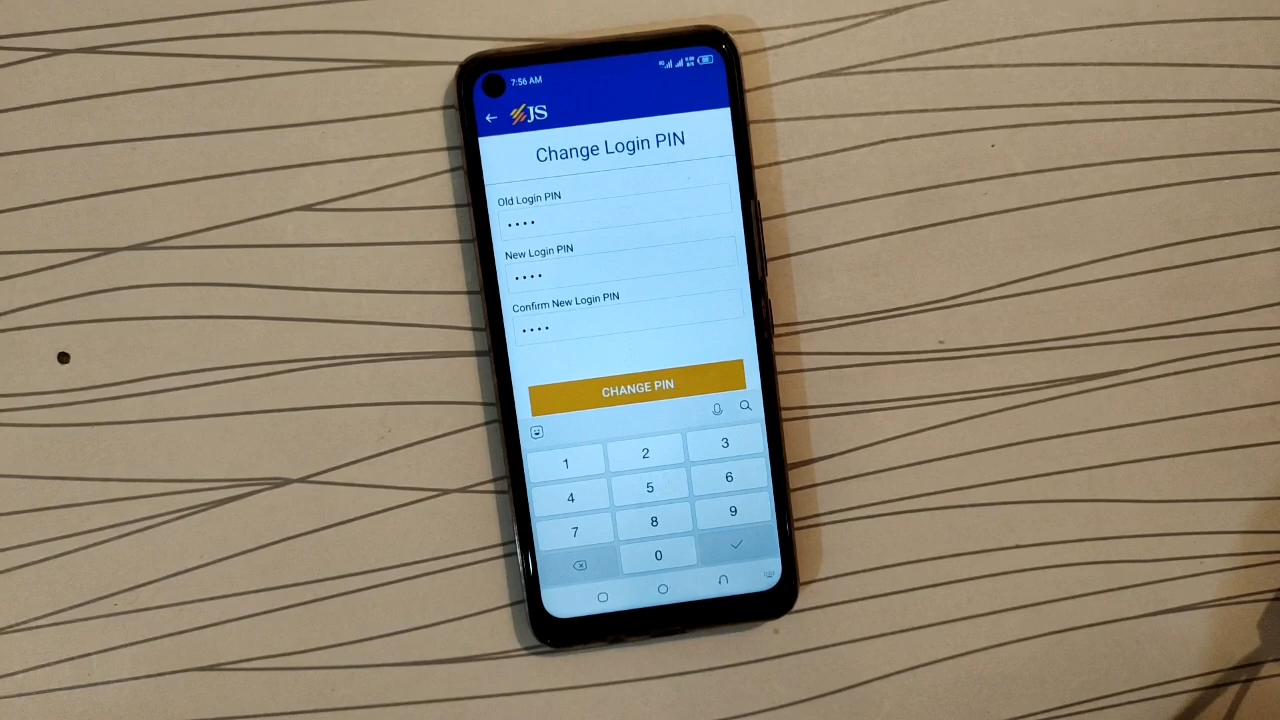 7:56 AM
JS
Change Login PIN
Old Login PIN
••••
New Login PIN
••••
Confirm New Login PIN
••••
CHANGE PIN
1 2 3
4 5 6
7 8 9
0